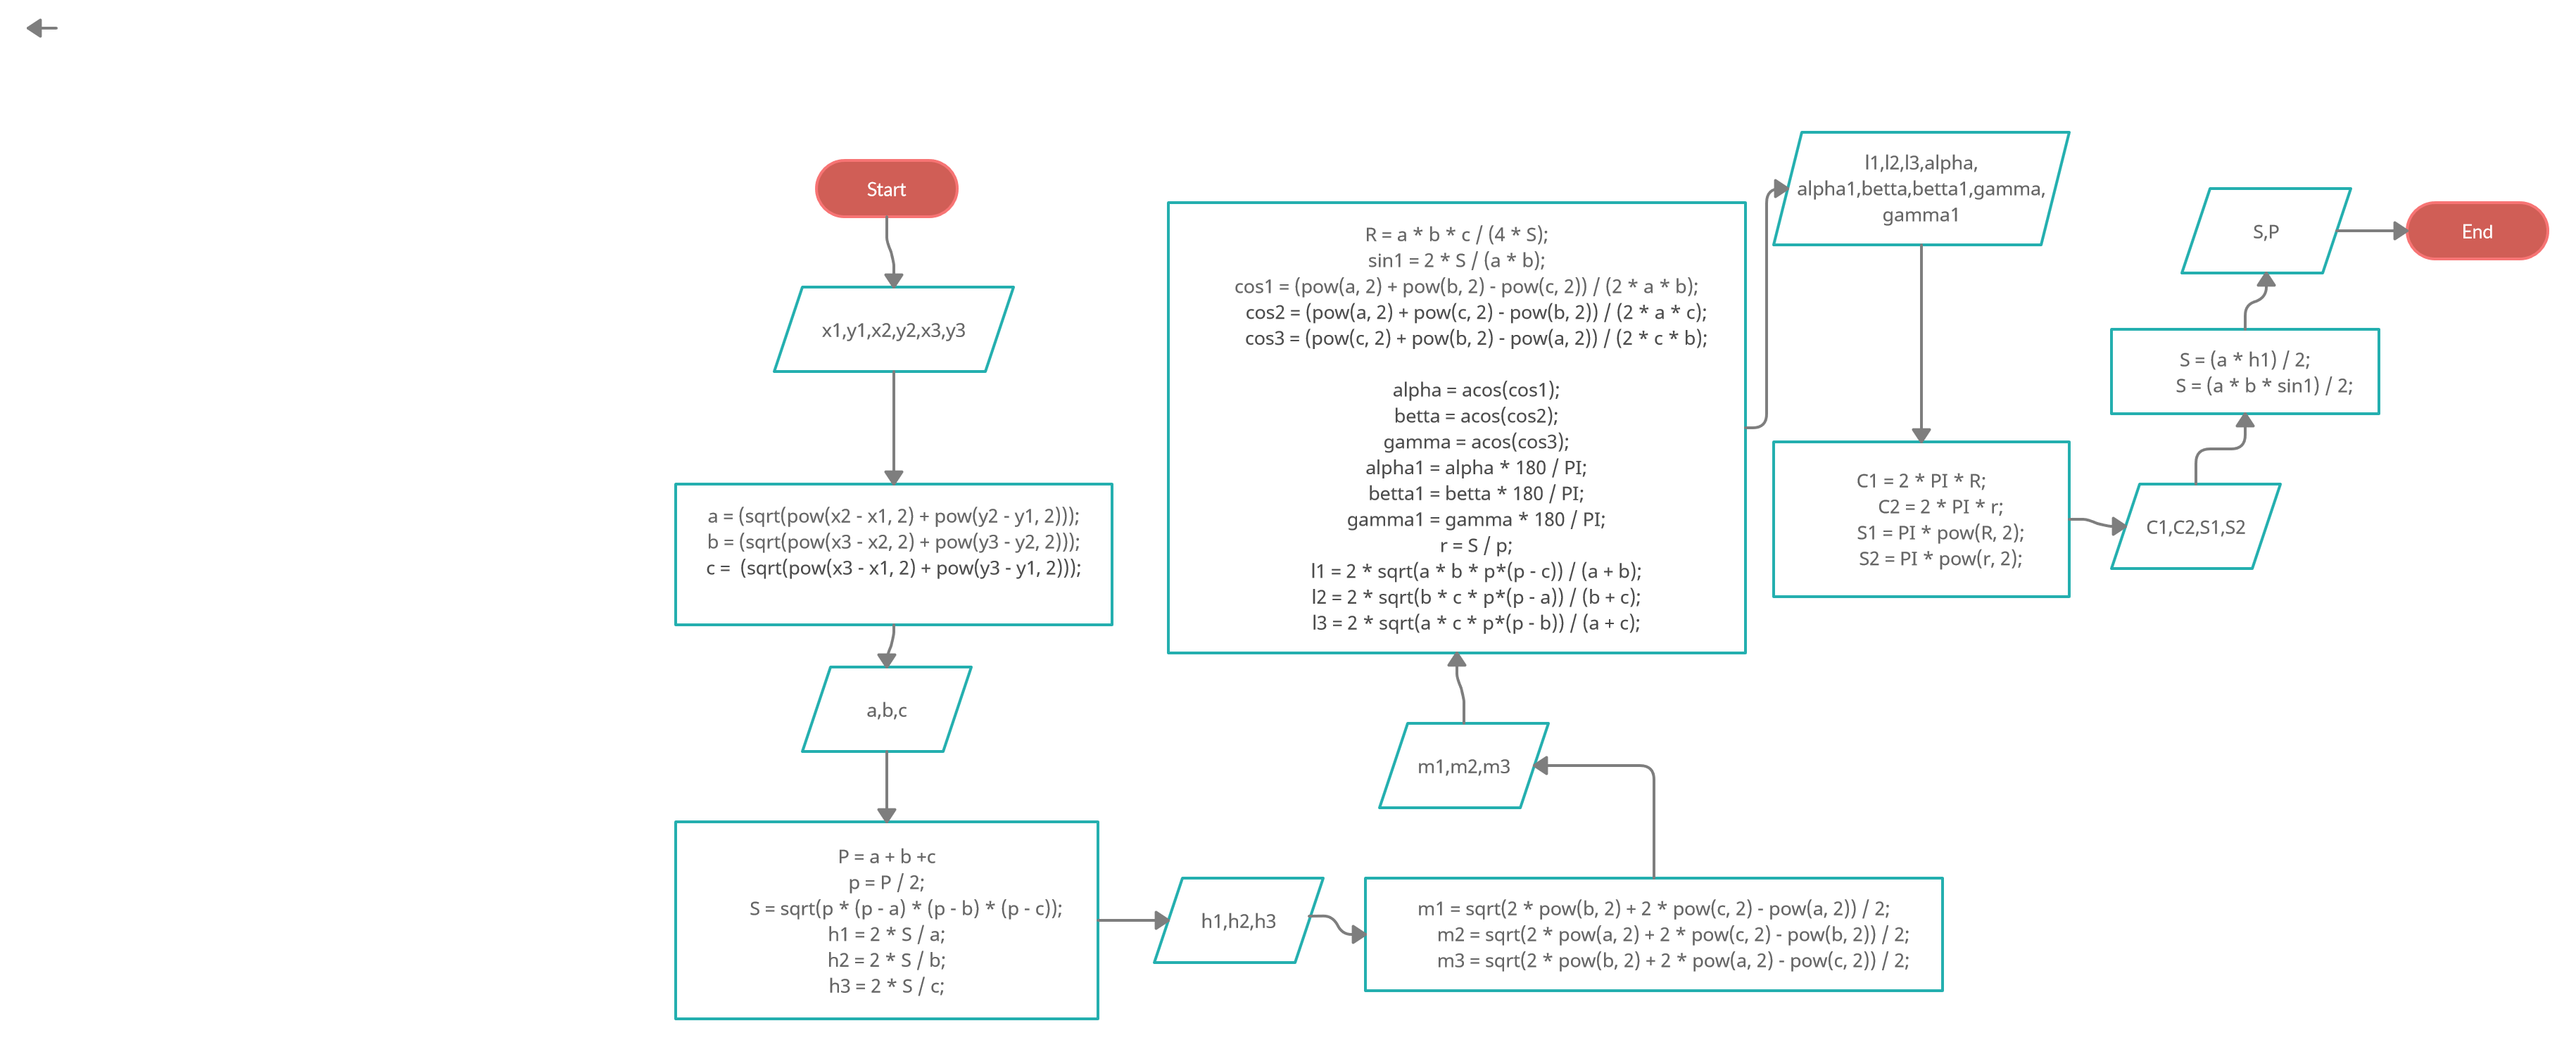 Start
x1,y1,x2,y2,x3,y3
a = (sqrt(pow(x2 - x1, 2) + pow(y2 - y1, 2)));
b = (sqrt(pow(x3 - x2, 2) + pow(y3 - y2, 2)));
c =  (sqrt(pow(x3 - x1, 2) + pow(y3 - y1, 2)));
a,b,c
P = a + b +c
p = P / 2;
S = sqrt(p * (p - a) * (p - b) * (p - c));
h1 = 2 * S / a;
h2 = 2 * S / b;
h3 = 2 * S / c;
h1,h2,h3
m1 = sqrt(2 * pow(b, 2) + 2 * pow(c, 2) - pow(a, 2)) / 2;
m2 = sqrt(2 * pow(a, 2) + 2 * pow(c, 2) - pow(b, 2)) / 2;
m3 = sqrt(2 * pow(b, 2) + 2 * pow(a, 2) - pow(c, 2)) / 2;
m1,m2,m3
R = a * b * c / (4 * S);
sin1 = 2 * S / (a * b);
cos1 = (pow(a, 2) + pow(b, 2) - pow(c, 2)) / (2 * a * b);
cos2 = (pow(a, 2) + pow(c, 2) - pow(b, 2)) / (2 * a * c);
cos3 = (pow(c, 2) + pow(b, 2) - pow(a, 2)) / (2 * c * b);
alpha = acos(cos1);
betta = acos(cos2);
gamma = acos(cos3);
alpha1 = alpha * 180 / PI;
betta1 = betta * 180 / PI;
gamma1 = gamma * 180 / PI;
r = S / p;
l1 = 2 * sqrt(a * b * p*(p - c)) / (a + b);
l2 = 2 * sqrt(b * c * p*(p - a)) / (b + c);
l3 = 2 * sqrt(a * c * p*(p - b)) / (a + c);
l1,l2,l3,alpha,
alpha1,betta,betta1,gamma,
gamma1
C1 = 2 * PI * R;
C2 = 2 * PI * r;
S1 = PI * pow(R, 2);
S2 = PI * pow(r, 2);
C1,C2,S1,S2
S = (a * h1) / 2;
S = (a * b * sin1) / 2;
S,P
End